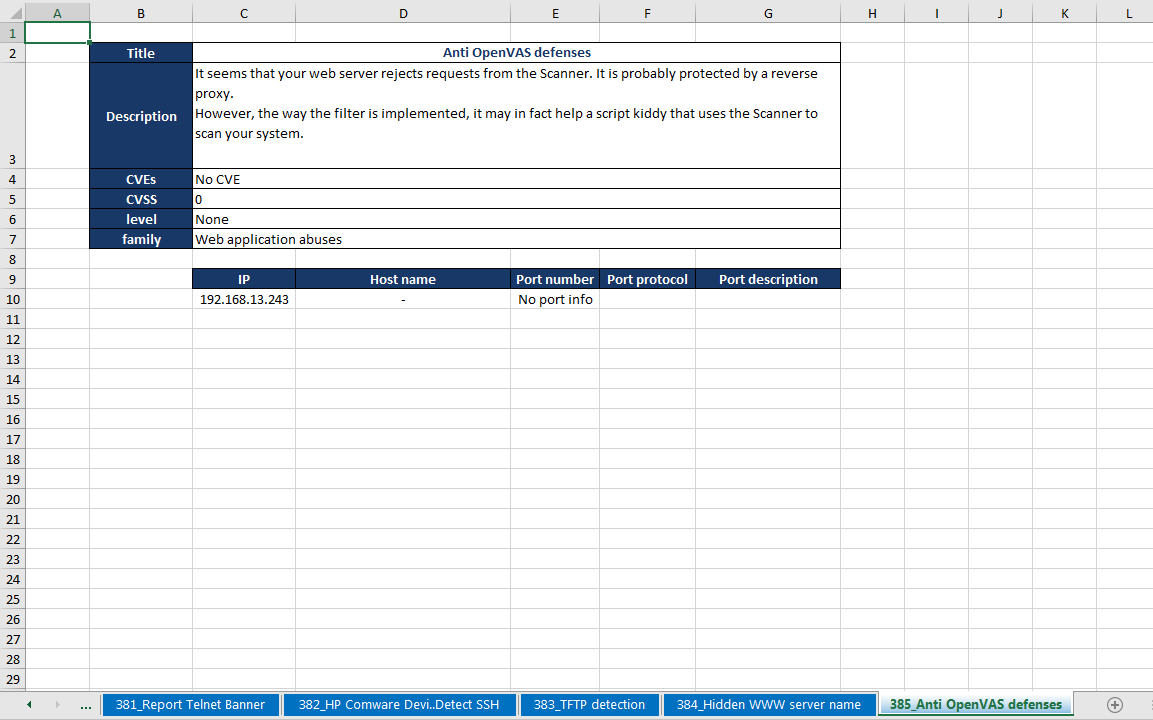 A B C D E F G H I J K L
1
2 Title Anti OpenVAS defenses
Description It seems that your web server rejects requests from the Scanner. It is probably protected by a reverse
proxy.
However, the way the filter is implemented, it may in fact help a script kiddy that uses the Scanner to
scan your system.
3
4 CVEs No CVE
5 CVSS 0
6 level None
7 family Web application abuses
8
9 IP Host name Port number Port protocol Port description
10 192.168.13.243 - No port info
11
12
13
14
15
16
17
18
19
20
21
22
23
24
25
26
27
28
29
... 381_Report Telnet Banner 382_HP Comware Devi..Detect SSH 383_TFTP detection 384_Hidden WWW server name 385_Anti OpenVAS defenses